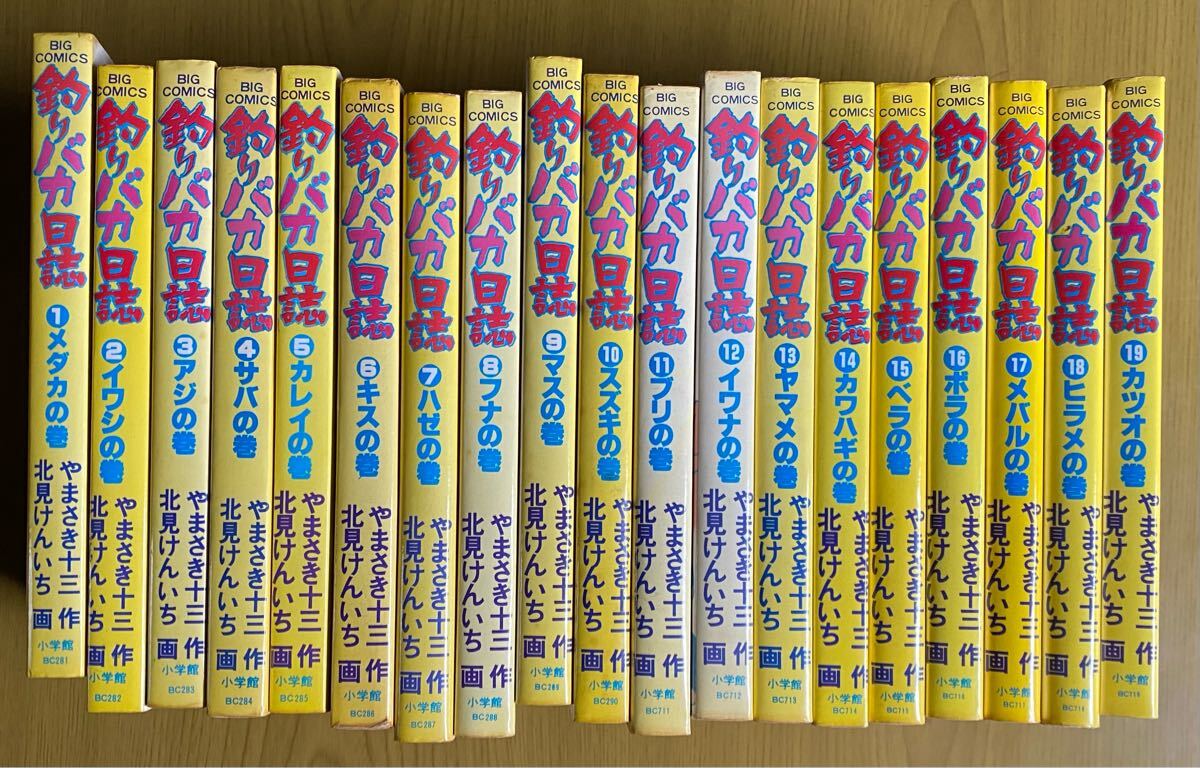 BIG
COMICS
釣りバカ日誌
①メダカの巻
やまさき十三 作
北見けんいち 画
小学館
BC281
BIG
COMICS
釣りバカ日誌
②イワシの巻
やまさき十三 作
北見けんいち 画
小学館
BC282
BIG
COMICS
釣りバカ日誌
③アジの巻
やまさき十三 作
北見けんいち 画
小学館
BC283
BIG
COMICS
釣りバカ日誌
④サバの巻
やまさき十三 作
北見けんいち 画
小学館
BC284
BIG
COMICS
釣りバカ日誌
⑤カレイの巻
やまさき十三 作
北見けんいち 画
小学館
BC285
BIG
COMICS
釣りバカ日誌
⑥キスの巻
やまさき十三 作
北見けんいち 画
小学館
BC286
BIG
COMICS
釣りバカ日誌
⑦ハゼの巻
やまさき十三 作
北見けんいち 画
小学館
BC287
BIG
COMICS
釣りバカ日誌
⑧フナの巻
やまさき十三 作
北見けんいち 画
小学館
BC288
BIG
COMICS
釣りバカ日誌
⑨マスの巻
やまさき十三 作
北見けんいち 画
小学館
BC289
BIG
COMICS
釣りバカ日誌
⑩スズキの巻
やまさき十三 作
北見けんいち 画
小学館
BC290
BIG
COMICS
釣りバカ日誌
⑪ブリの巻
やまさき十三 作
北見けんいち 画
小学館
BC711
BIG
COMICS
釣りバカ日誌
⑫イワナの巻
やまさき十三 作
北見けんいち 画
小学館
BC712
BIG
COMICS
釣りバカ日誌
⑬ヤマメの巻
やまさき十三 作
北見けんいち 画
小学館
BC713
BIG
COMICS
釣りバカ日誌
⑭カワハギの巻
やまさき十三 作
北見けんいち 画
小学館
BC714
BIG
COMICS
釣りバカ日誌
⑮ベラの巻
やまさき十三 作
北見けんいち 画
小学館
BC715
BIG
COMICS
釣りバカ日誌
⑯ボラの巻
やまさき十三 作
北見けんいち 画
小学館
BC716
BIG
COMICS
釣りバカ日誌
⑰メバルの巻
やまさき十三 作
北見けんいち 画
小学館
BC717
BIG
COMICS
釣りバカ日誌
⑱ヒラメの巻
やまさき十三 作
北見けんいち 画
小学館
BC718
BIG
COMICS
釣りバカ日誌
⑲カツオの巻
やまさき十三 作
北見けんいち 画
小学館
BC719